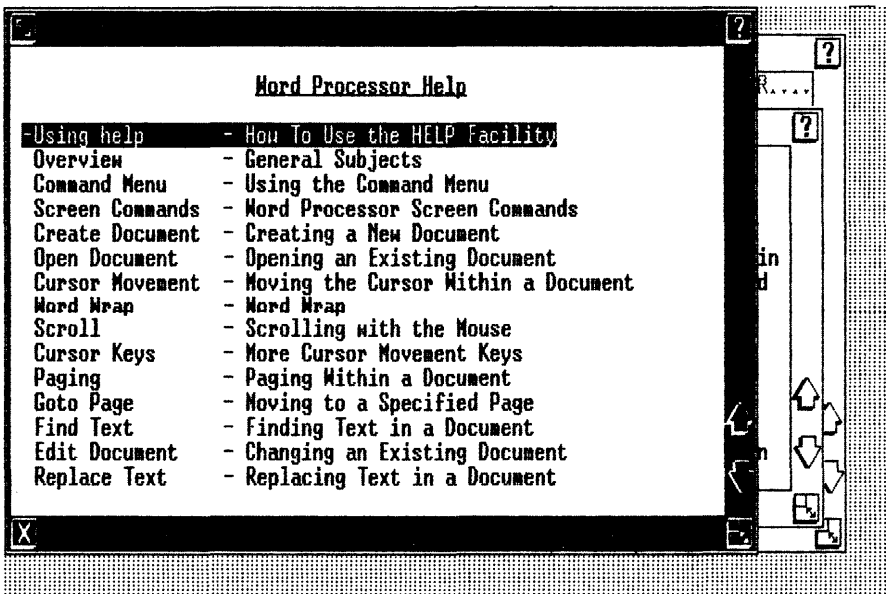 ?
?
Word Processor Help
R....
-Using help - How To Use the HELP Facility
?
Overview - General Subjects
Command Menu - Using the Command Menu
Screen Commands - Word Processor Screen Commands
Create Document - Creating a New Document
Open Document - Opening an Existing Document
in
Cursor Movement - Moving the Cursor Within a Document
d
Word Wrap - Word Wrap
Scroll - Scrolling with the Mouse
Cursor Keys - More Cursor Movement Keys
Paging - Paging Within a Document
Goto Page - Moving to a Specified Page
Find Text - Finding Text in a Document
Edit Document - Changing an Existing Document
n
Replace Text - Replacing Text in a Document
X